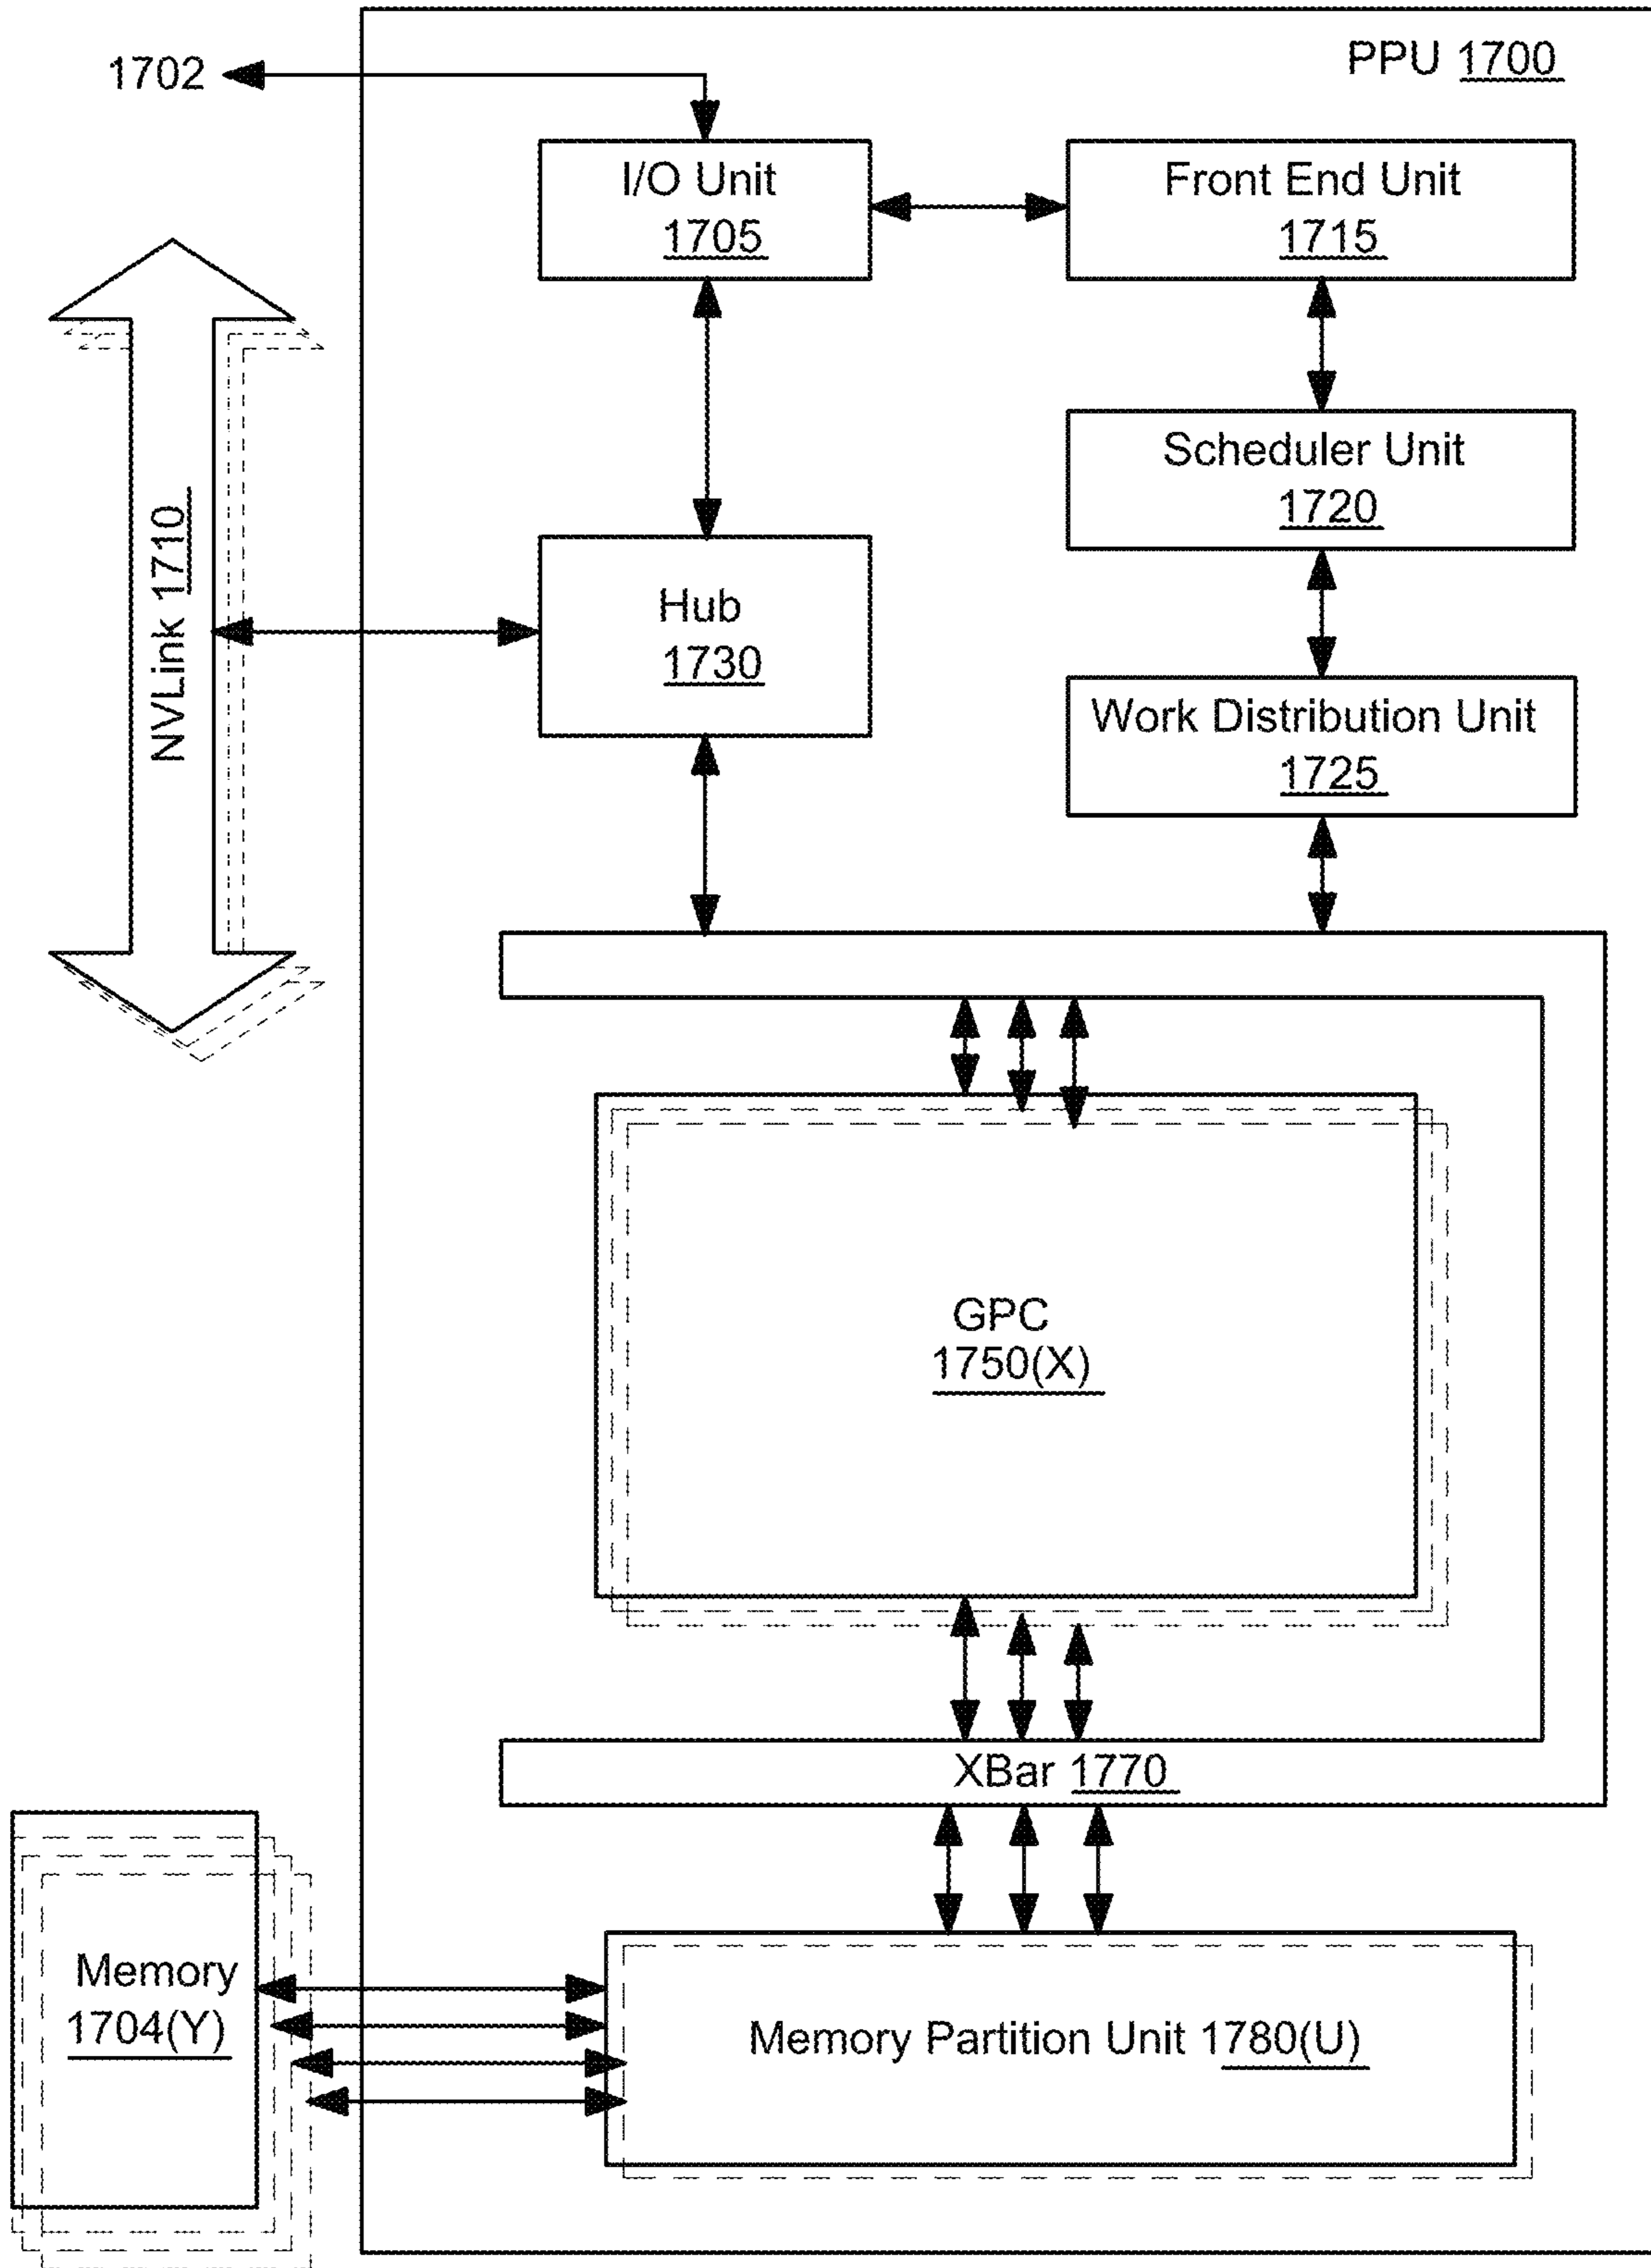 PPU 1700
1702
I/O Unit
1705
Front End Unit
1715
Scheduler Unit
1720
NVLink 1710
Hub
1730
Work Distribution Unit
1725
GPC
1750(X)
XBar 1770
Memory
1704(Y)
Memory Partition Unit 1780(U)